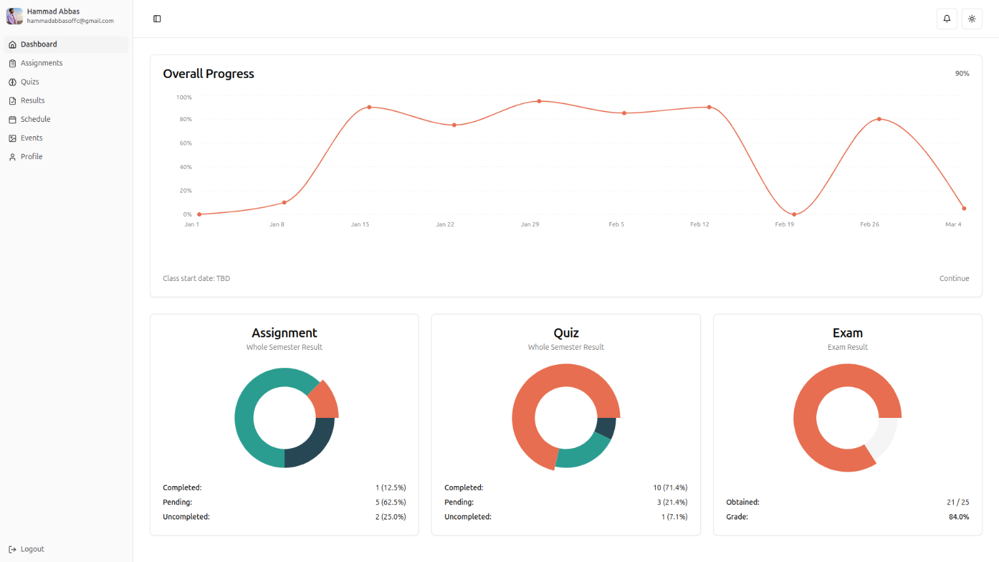 Hammad Abbas
hammadabbasoffc@gmail.com
Dashboard
Assignments
Quizs
Results
Schedule
Events
Profile
Logout
Overall Progress
90%
100%
80%
60%
40%
20%
0%
Jan 1 Jan 8 Jan 15 Jan 22 Jan 29 Feb 5 Feb 12 Feb 19 Feb 26 Mar 4
Class start date: TBD
Continue
Assignment
Whole Semester Result
Completed: 1 (12.5%)
Pending: 5 (62.5%)
Uncompleted: 2 (25.0%)
Quiz
Whole Semester Result
Completed: 10 (71.4%)
Pending: 3 (21.4%)
Uncompleted: 1 (7.1%)
Exam
Exam Result
Obtained: 21 / 25
Grade: 84.0%